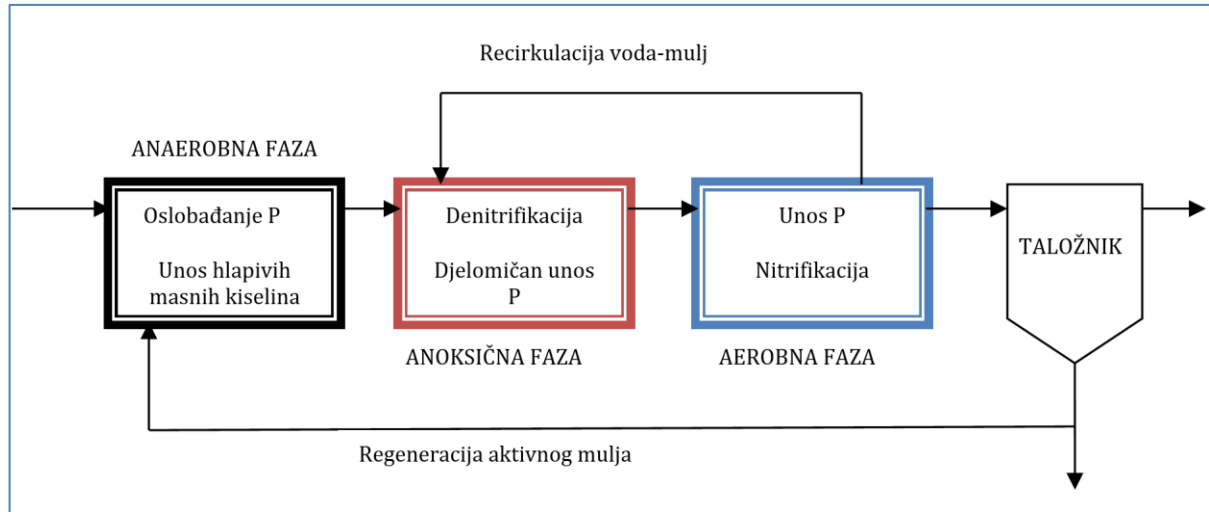 Recirkulacija voda-mulj
ANAEROBNA FAZA
Oslobađanje P
Unos hlapivih
masnih kiselina
Denitrifikacija
Djelomičan unos
P
ANOKSIČNA FAZA
Unos P
Nitrifikacija
AEROBNA FAZA
TALOŽNIK
Regeneracija aktivnog mulja